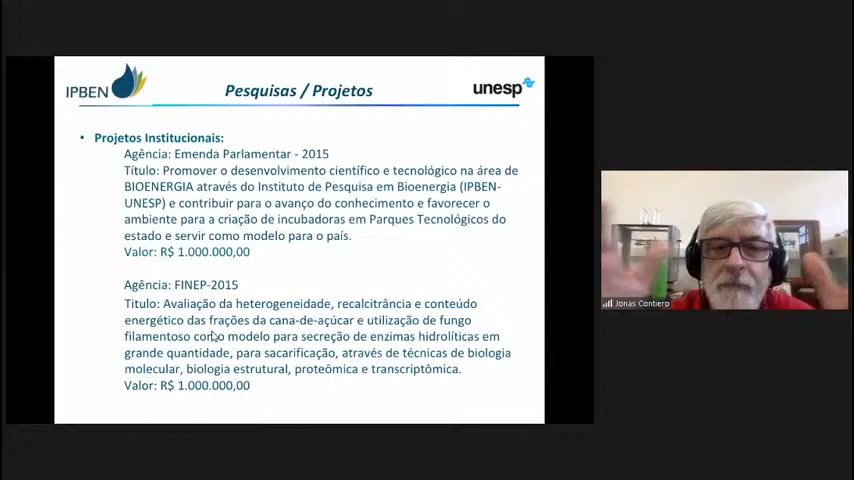 IPBEN
Pesquisas / Projetos
unesp
• Projetos Institucionais:
Agência: Emenda Parlamentar - 2015
Título: Promover o desenvolvimento científico e tecnológico na área de
BIOENERGIA através do Instituto de Pesquisa em Bioenergia (IPBEN-
UNESP) e contribuir para o avanço do conhecimento e favorecer o
ambiente para a criação de incubadoras em Parques Tecnológicos do
estado e servir como modelo para o país.
Valor: R$ 1.000.000,00
Agência: FINEP-2015
Titulo: Avaliação da heterogeneidade, recalcitrância e conteúdo
energético das frações da cana-de-açúcar e utilização de fungo
filamentoso como modelo para secreção de enzimas hidrolíticas em
grande quantidade, para sacarificação, através de técnicas de biologia
molecular, biologia estrutural, proteômica e transcriptômica.
Valor: R$ 1.000.000,00
Jonas Contiero